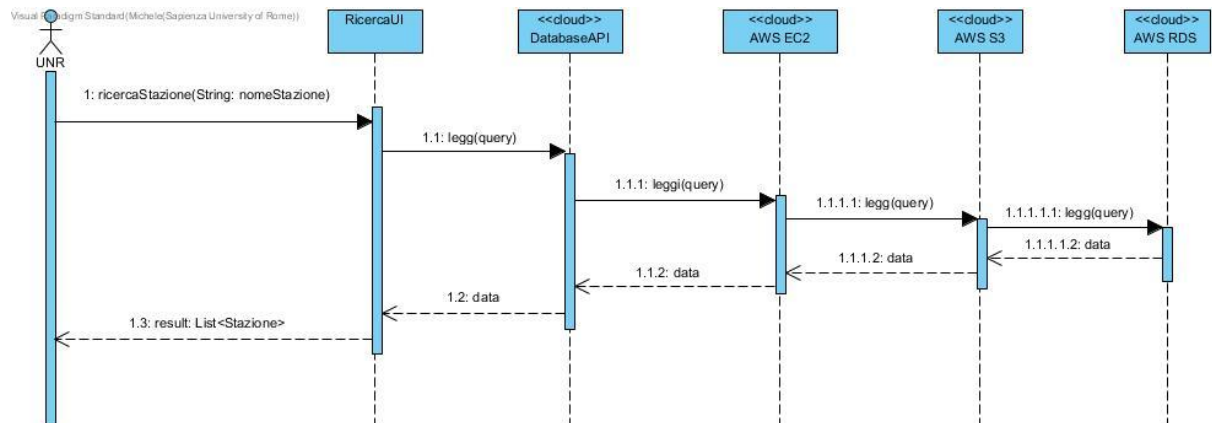 Visual Paradigm Standard(Michele(Sapienza University of Rome))
UNR
RicercaUI
<<cloud>>
DatabaseAPI
<<cloud>>
AWS EC2
<<cloud>>
AWS S3
<<cloud>>
AWS RDS
1: ricercaStazione(String: nomeStazione)
1.1: legg(query)
1.1.1: leggi(query)
1.1.1.1: legg(query)
1.1.1.1.1: legg(query)
1.1.1.1.2: data
1.1.1.2: data
1.1.2: data
1.2: data
1.3: result: List<Stazione>